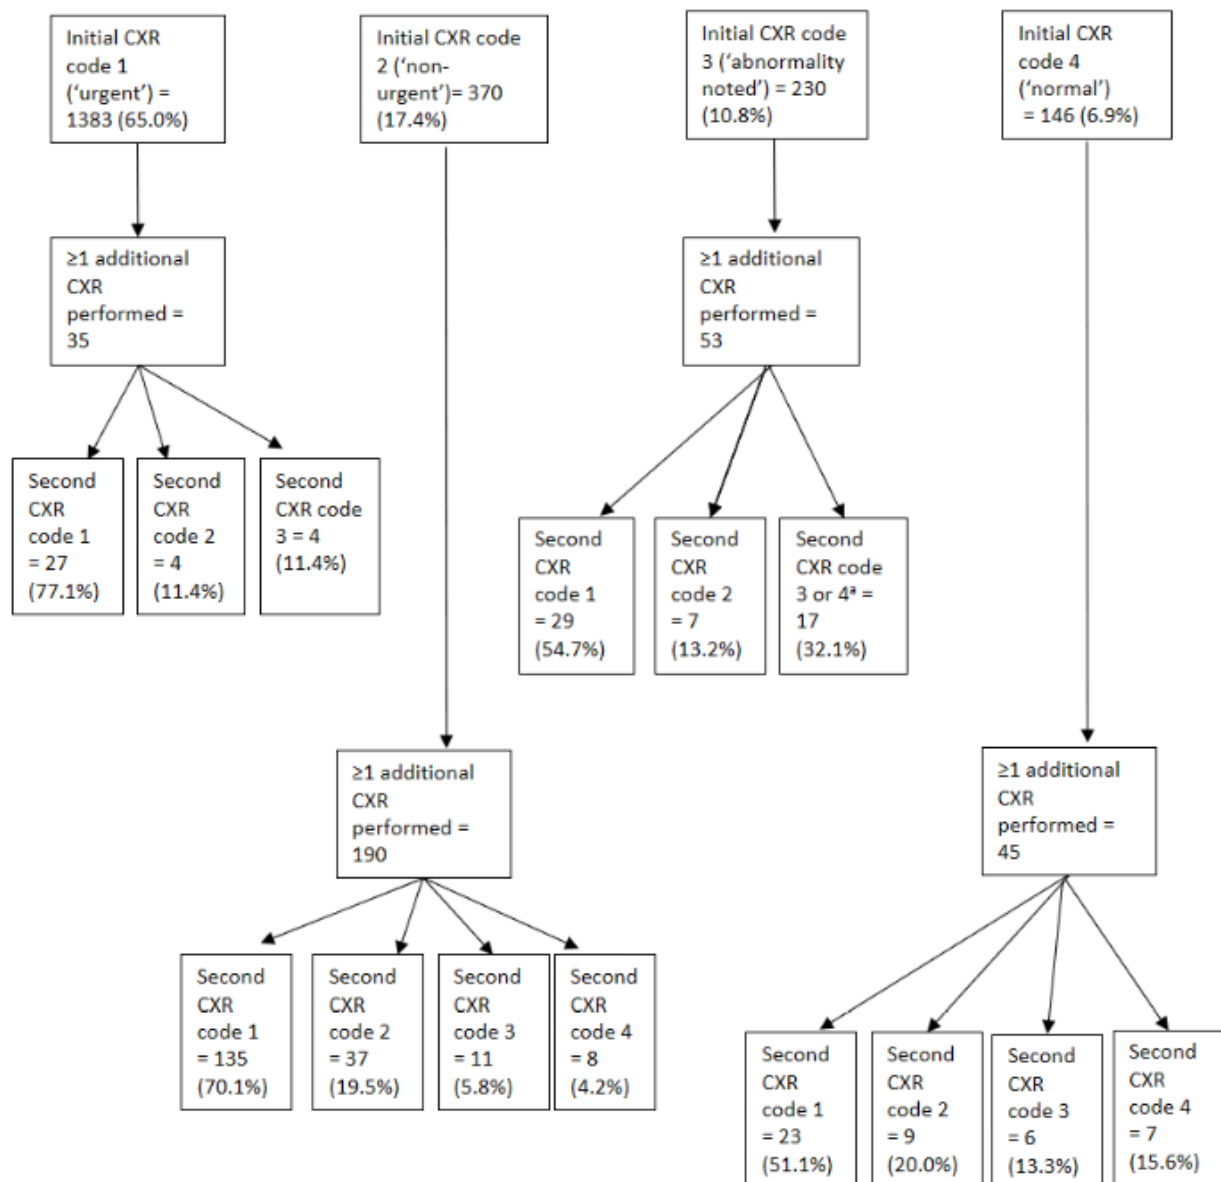 Initial CXR
code 1
(‘urgent’) =
1383 (65.0%)
Initial CXR code
2 (‘non-
urgent’)= 370
(17.4%)
Initial CXR code
3 (‘abnormality
noted’) = 230
(10.8%)
Initial CXR
code 4
(‘normal’)
= 146 (6.9%)
≥1 additional
CXR
performed =
35
≥1 additional
CXR
performed =
53
Second
CXR
code 1
= 27
(77.1%)
Second
CXR
code 2
= 4
(11.4%)
Second
CXR code
3 = 4
(11.4%)
Second
CXR
code 1
= 29
(54.7%)
Second
CXR
code 2
= 7
(13.2%)
Second
CXR code
3 or 4ª =
17
(32.1%)
≥1 additional
CXR
performed =
190
≥1 additional
CXR
performed =
45
Second
CXR
code 1
= 135
(70.1%)
Second
CXR
code 2
= 37
(19.5%)
Second
CXR
code 3
= 11
(5.8%)
Second
CXR
code 4
= 8
(4.2%)
Second
CXR
code 1
= 23
(51.1%)
Second
CXR
code 2
= 9
(20.0%)
Second
CXR
code 3
= 6
(13.3%)
Second
CXR
code 4
= 7
(15.6%)